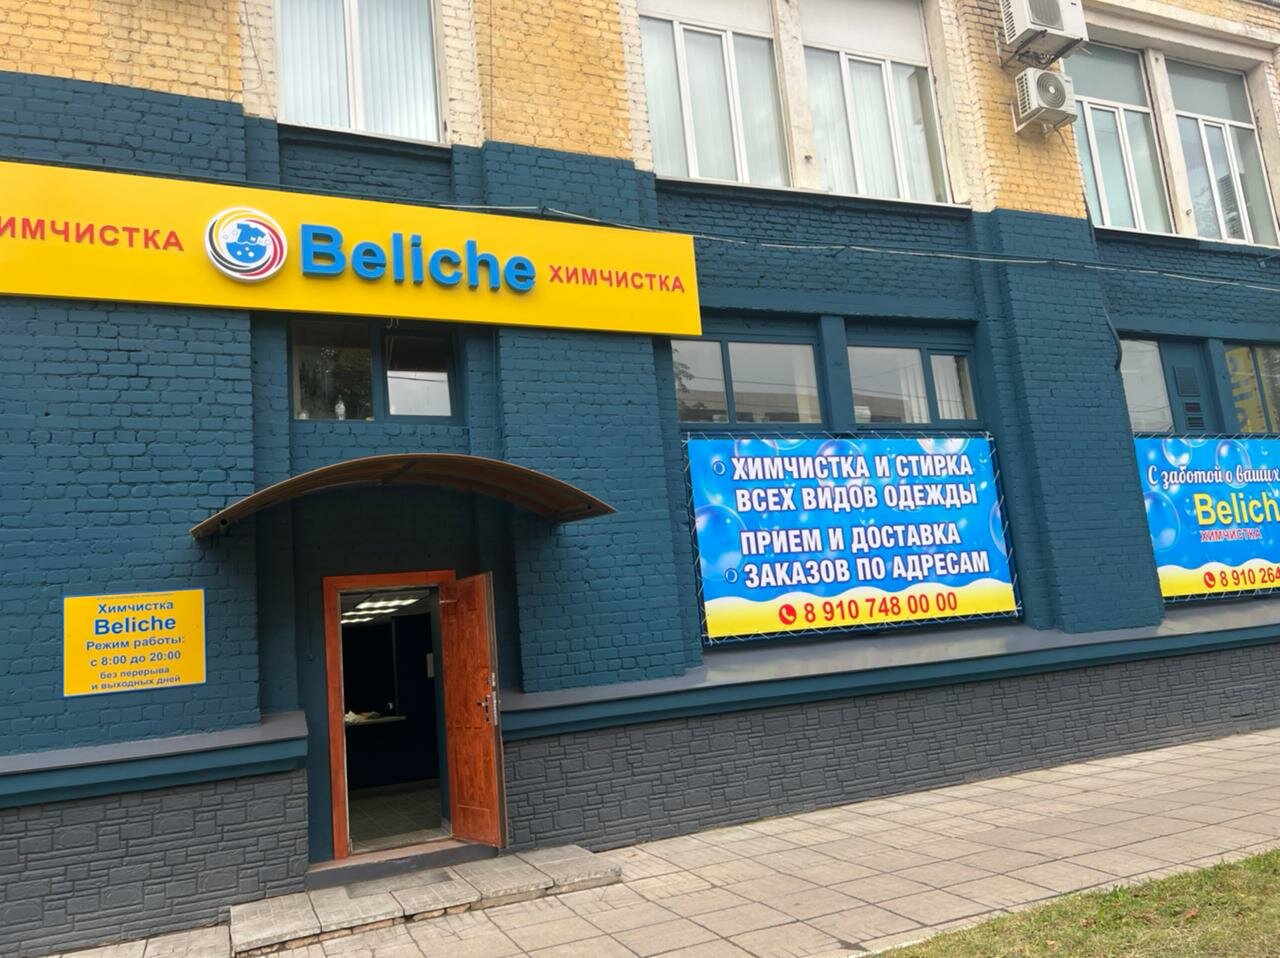 ИМЧИСТКА Beliche ХИМЧИСТКА
ХИМЧИСТКА И СТИРКА
ВСЕХ ВИДОВ ОДЕЖДЫ
ПРИЕМ И ДОСТАВКА
ЗАКАЗОВ ПО АДРЕСАМ
8 910 748 00 00
С заботой о ваших
Belich
ХИМЧИСТКА
8 910 264
Химчистка
Beliche
Режим работы:
с 8:00 до 20:00
без перерыва
и выходных дней